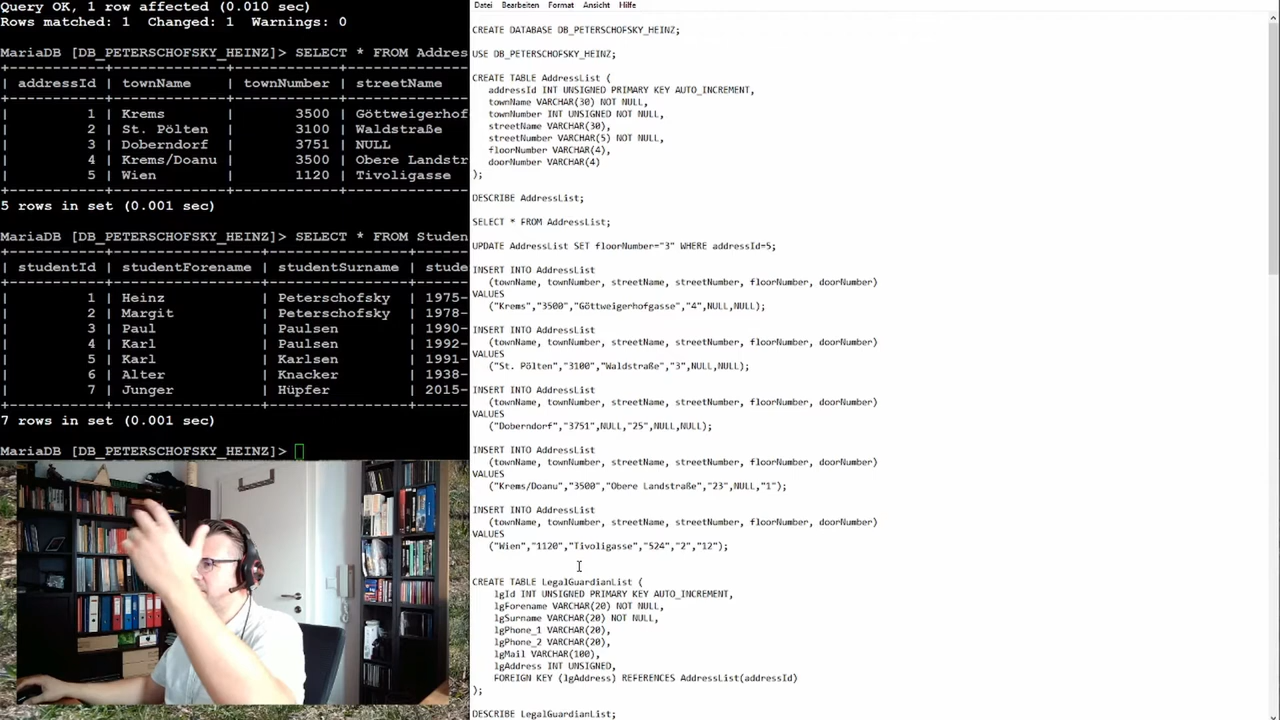 Query OK, 1 row affected (0.010 sec)
Rows matched: 1  Changed: 1  Warnings: 0
MariaDB [DB_PETERSCHOFSKY_HEINZ]> SELECT * FROM Addres
| addressId | townName | townNumber | streetName
| 1 | Krems | 3500 | Göttweigerhof
| 2 | St. Pölten | 3100 | Waldstraße
| 3 | Doberndorf | 3751 | NULL
| 4 | Krems/Doanu | 3500 | Obere Landstr
| 5 | Wien | 1120 | Tivoligasse
5 rows in set (0.001 sec)
MariaDB [DB_PETERSCHOFSKY_HEINZ]> SELECT * FROM Studen
| studentId | studentForename | studentSurname | stude
| 1 | Heinz | Peterschofsky | 1975-
| 2 | Margit | Peterschofsky | 1978-
| 3 | Paul | Paulsen | 1990-
| 4 | Karl | Paulsen | 1992-
| 5 | Karl | Karlsen | 1991-
| 6 | Alter | Knacker | 1938-
| 7 | Junger | Hüpfer | 2015-
7 rows in set (0.001 sec)
MariaDB [DB_PETERSCHOFSKY_HEINZ]>
Datei Bearbeiten Format Ansicht Hilfe
CREATE DATABASE DB_PETERSCHOFSKY_HEINZ;
USE DB_PETERSCHOFSKY_HEINZ;
CREATE TABLE AddressList (
addressId INT UNSIGNED PRIMARY KEY AUTO_INCREMENT,
townName VARCHAR(30) NOT NULL,
townNumber INT UNSIGNED NOT NULL,
streetName VARCHAR(30),
streetNumber VARCHAR(5) NOT NULL,
floorNumber VARCHAR(4),
doorNumber VARCHAR(4)
);
DESCRIBE AddressList;
SELECT * FROM AddressList;
UPDATE AddressList SET floorNumber="3" WHERE addressId=5;
INSERT INTO AddressList
(townName, townNumber, streetName, streetNumber, floorNumber, doorNumber)
VALUES
("Krems","3500","Göttweigerhofgasse","4",NULL,NULL);
INSERT INTO AddressList
(townName, townNumber, streetName, streetNumber, floorNumber, doorNumber)
VALUES
("St. Pölten","3100","Waldstraße","3",NULL,NULL);
INSERT INTO AddressList
(townName, townNumber, streetName, streetNumber, floorNumber, doorNumber)
VALUES
("Doberndorf","3751",NULL,"25",NULL,NULL);
INSERT INTO AddressList
(townName, townNumber, streetName, streetNumber, floorNumber, doorNumber)
VALUES
("Krems/Doanu","3500","Obere Landstraße","23",NULL,"1");
INSERT INTO AddressList
(townName, townNumber, streetName, streetNumber, floorNumber, doorNumber)
VALUES
("Wien","1120","Tivoligasse","524","2","12");
CREATE TABLE LegalGuardianList (
lgId INT UNSIGNED PRIMARY KEY AUTO_INCREMENT,
lgForename VARCHAR(20) NOT NULL,
lgSurname VARCHAR(20) NOT NULL,
lgPhone_1 VARCHAR(20),
lgPhone_2 VARCHAR(20),
lgMail VARCHAR(100),
lgAddress INT UNSIGNED,
FOREIGN KEY (lgAddress) REFERENCES AddressList(addressId)
);
DESCRIBE LegalGuardianList;